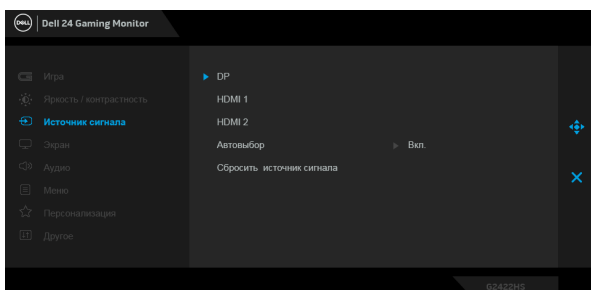 DELL
Dell 24 Gaming Monitor
Игра
Яркость / контрастность
Источник сигнала
Экран
Аудио
Меню
Персонализация
Другое
DP
HDMI 1
HDMI 2
Автовыбор Вкл.
Сбросить источник сигнала
G2422HS